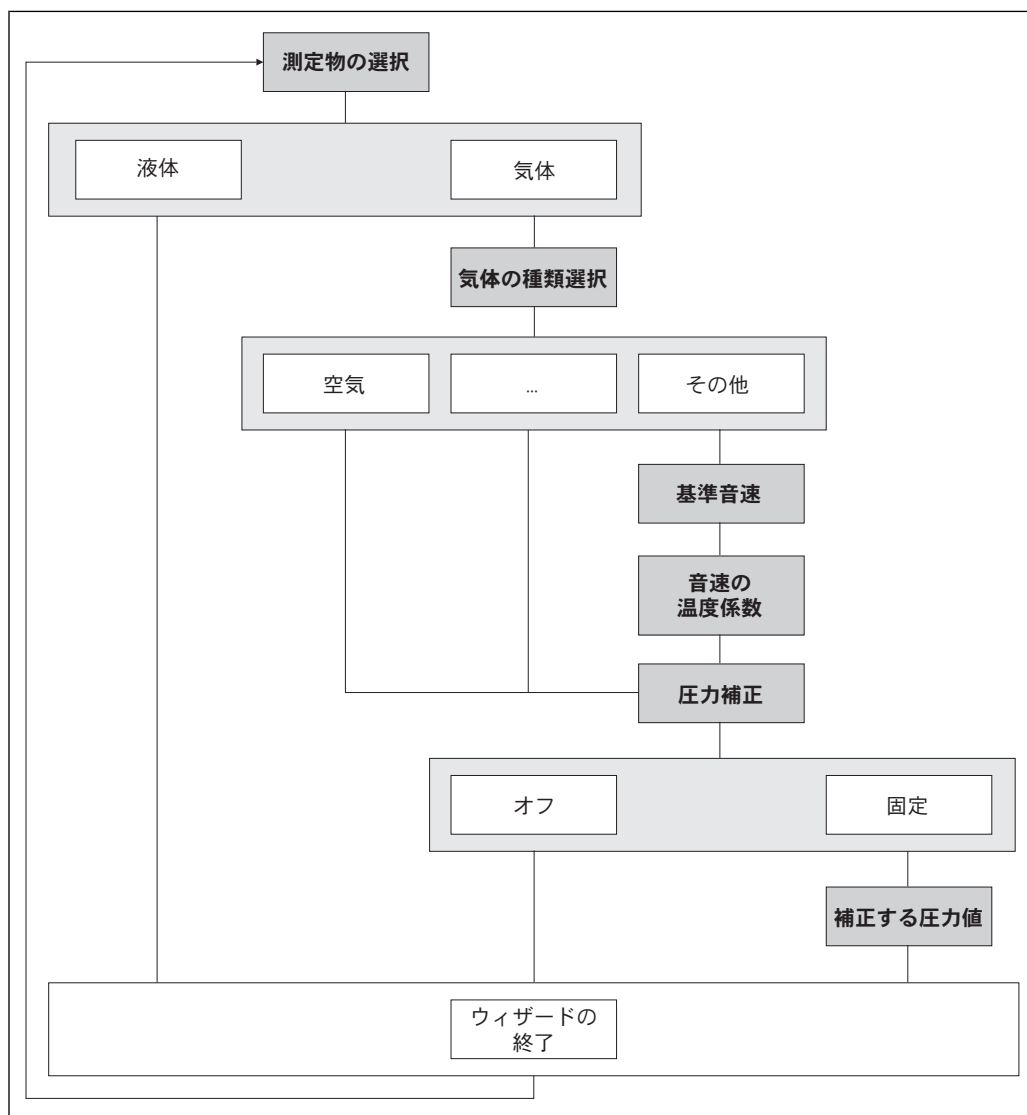 測定物の選択
液体
気体
気体の種類選択
空気
...
その他
基準音速
音速の
温度係数
圧力補正
オフ
固定
補正する圧力値
ウィザードの
終了